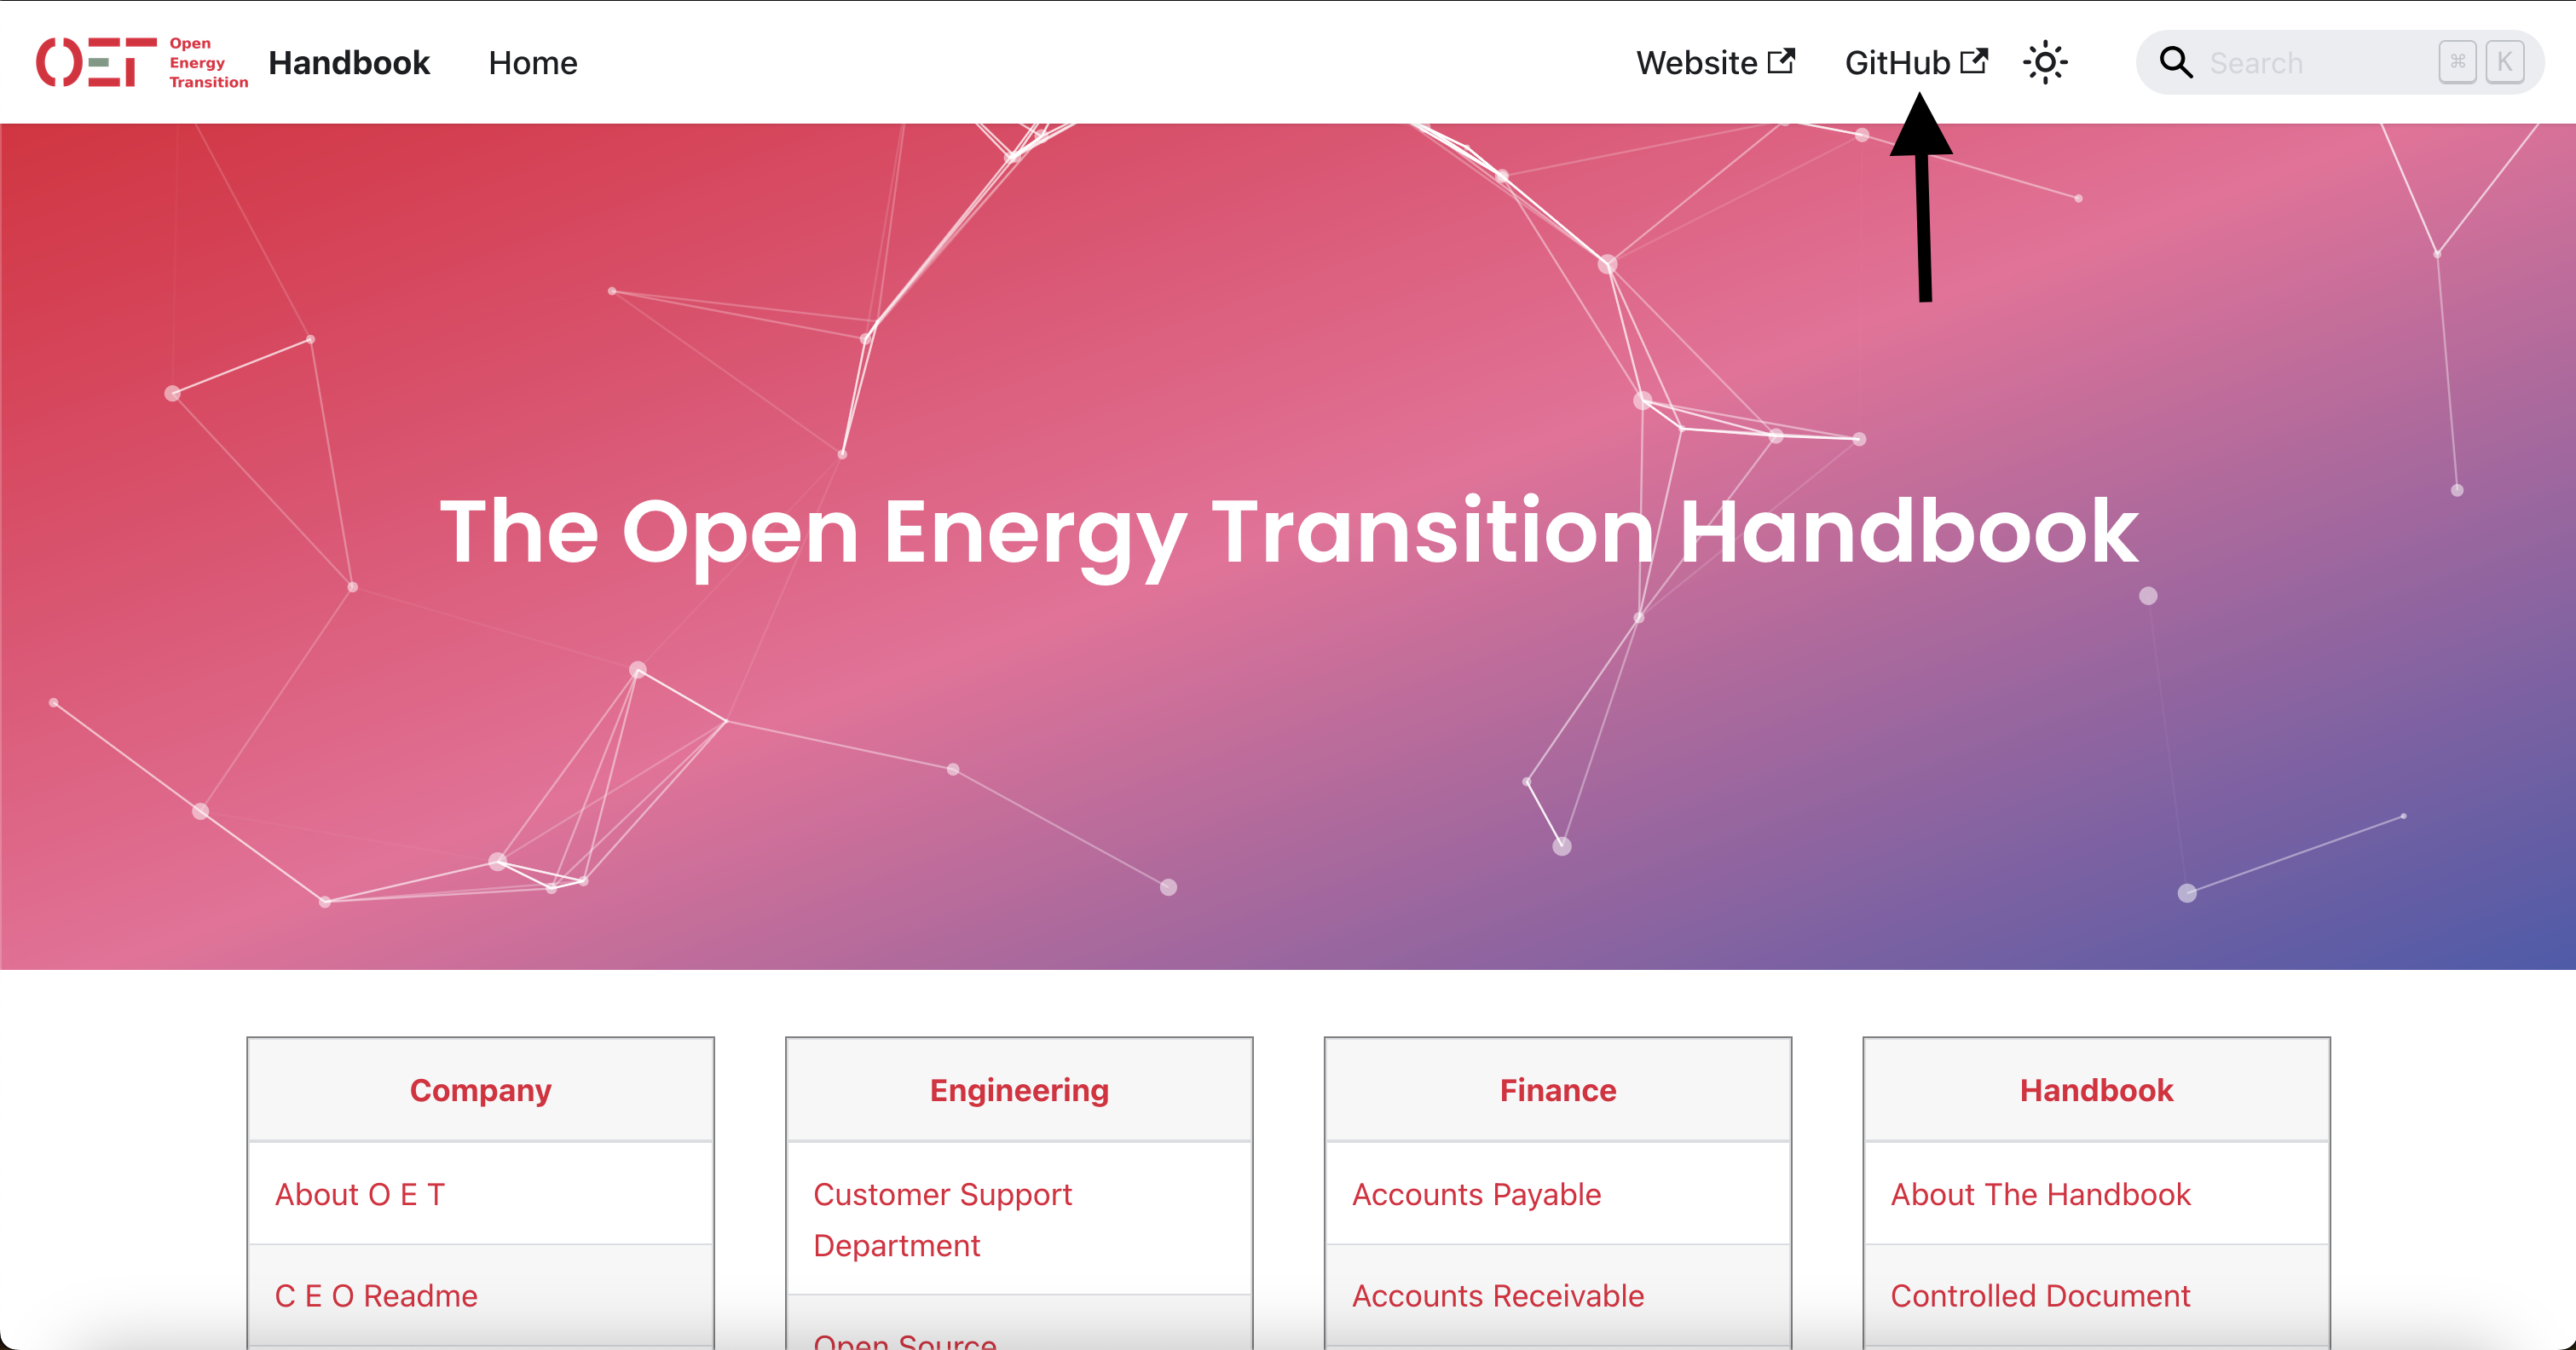 OET
Open
Energy
Transition
Handbook
Home
Website
GitHub
Search
⌘
K
The Open Energy Transition Handbook
Company
About O E T
C E O Readme
Engineering
Customer Support
Department
Open Source
Finance
Accounts Payable
Accounts Receivable
Handbook
About The Handbook
Controlled Document